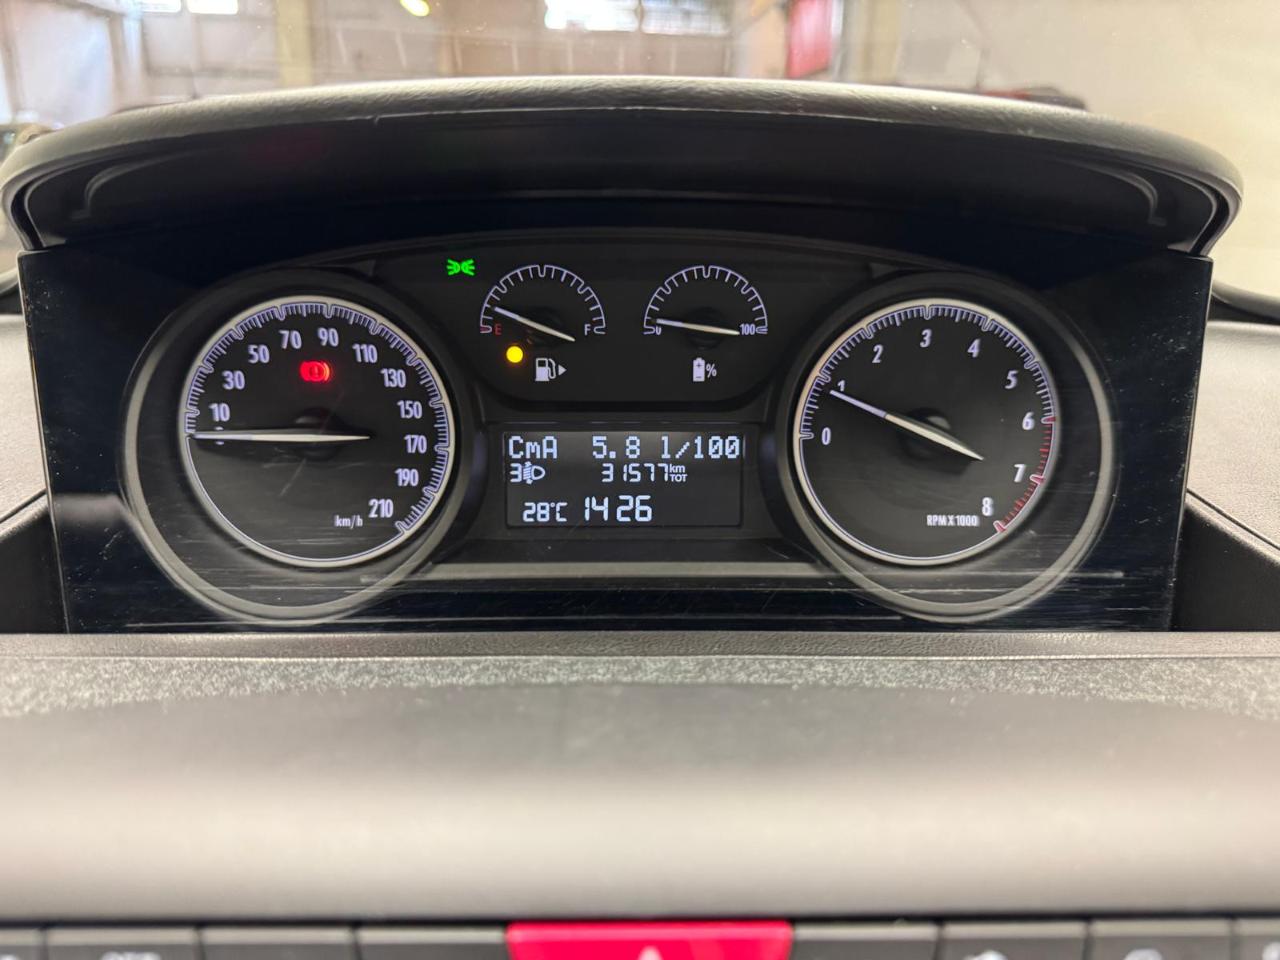 10 30 50 70 90 110 130 150 170 190 210
km/h
E F
0 100
%
0 1 2 3 4 5 6 7 8
RPM X 1000
CmA 5.8 l/100
3 31577 km TOT
28°C 14 26